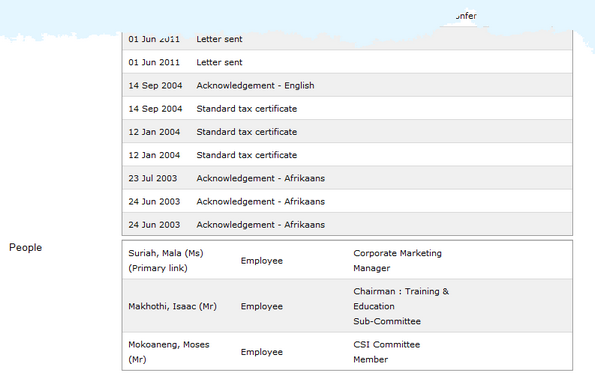 01 Jun 2011 Letter sent
01 Jun 2011 Letter sent
14 Sep 2004 Acknowledgement - English
14 Sep 2004 Standard tax certificate
12 Jan 2004 Standard tax certificate
12 Jan 2004 Standard tax certificate
23 Jul 2003 Acknowledgement - Afrikaans
24 Jun 2003 Acknowledgement - Afrikaans
24 Jun 2003 Acknowledgement - Afrikaans
People
Suriah, Mala (Ms)
(Primary link)
Employee
Corporate Marketing
Manager
Makhothi, Isaac (Mr)
Employee
Chairman : Training &
Education
Sub-Committee
Mokoaneng, Moses
(Mr)
Employee
CSI Committee
Member